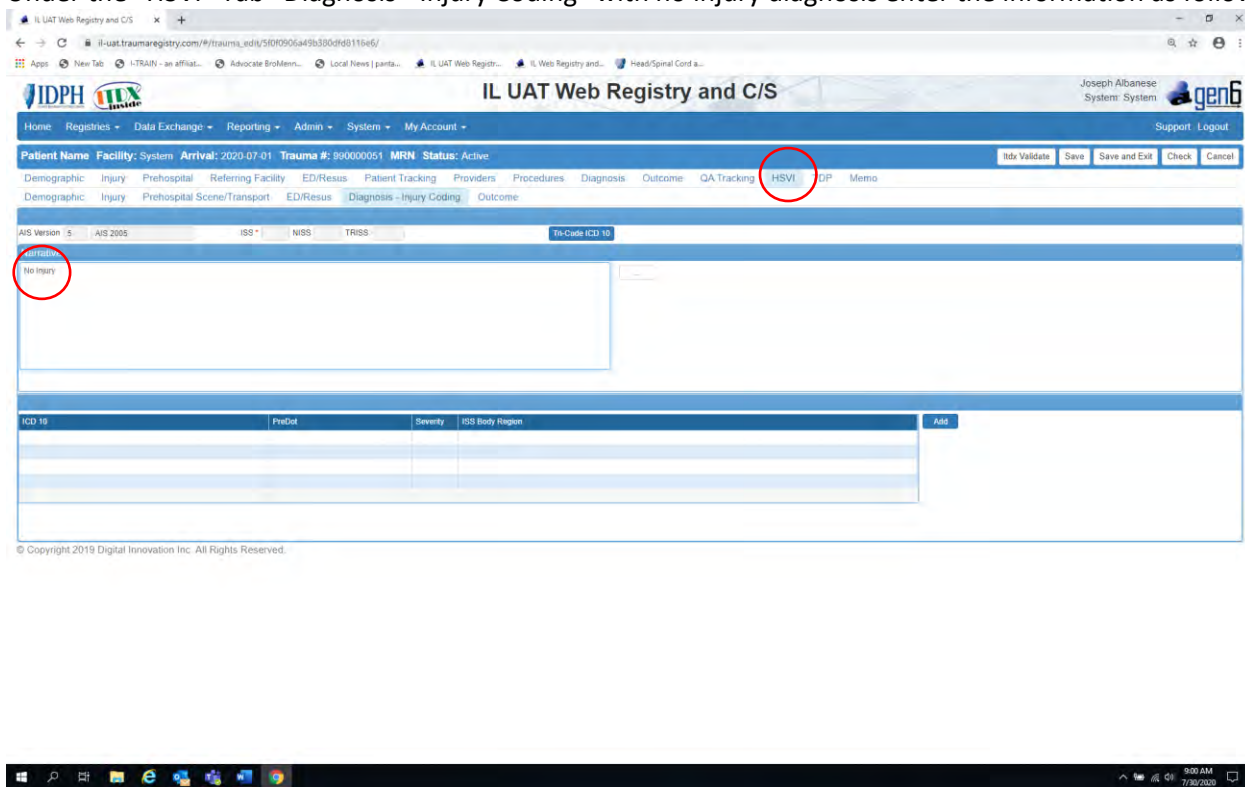 Under the "HSVI" Tab "Diagnosis - Injury Coding" with no injury diagnosis enter the information as follow
IL UAT Web Registry and C/S
il-uat.traumaregistry.com/#/trauma_edit/5f0f0906a49b380dfd8116e6/
Apps New Tab I-TRAIN - an affiliat... Advocate BroMenn... Local News | panta... IL UAT Web Registr... IL Web Registry and... Head/Spinal Cord a...
IDPH ITDX inside IL UAT Web Registry and C/S Joseph Albanese gen6
System: System
Home Registries Data Exchange Reporting Admin System My Account Support Logout
Patient Name Facility: System Arrival: 2020-07-01 Trauma #: 990000051 MRN Status: Active Itdx Validate Save Save and Exit Check Cancel
Demographic Injury Prehospital Referring Facility ED/Resus Patient Tracking Providers Procedures Diagnosis Outcome QA Tracking HSVI TDP Memo
Demographic Injury Prehospital Scene/Transport ED/Resus Diagnosis - Injury Coding Outcome
AIS Version 5 AIS 2005 ISS * NISS TRISS Tri-Code ICD 10
Narrative
No Injury
...
ICD 10 PreDot Severity ISS Body Region Add
© Copyright 2019 Digital Innovation Inc. All Rights Reserved.
9:00 AM
7/30/2020